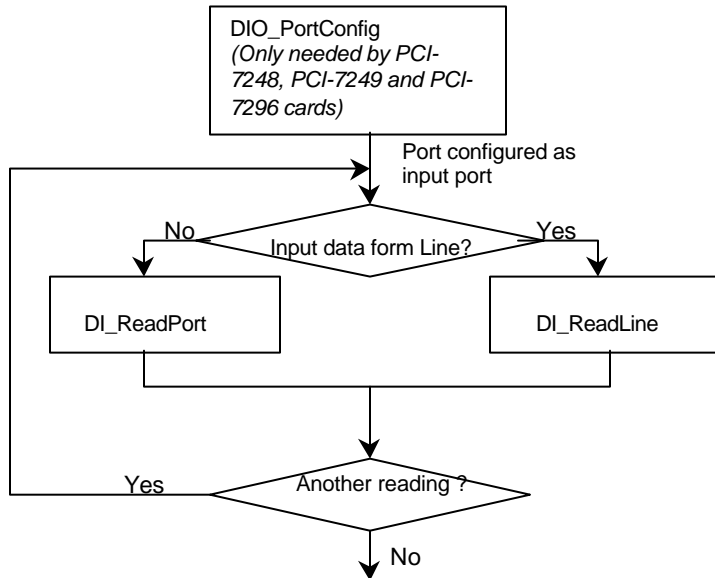 DIO_PortConfig
(Only needed by PCI-
7248, PCI-7249 and PCI-
7296 cards)
Port configured as
input port
No
Input data form Line?
Yes
DI_ReadPort
DI_ReadLine
Yes
Another reading ?
No